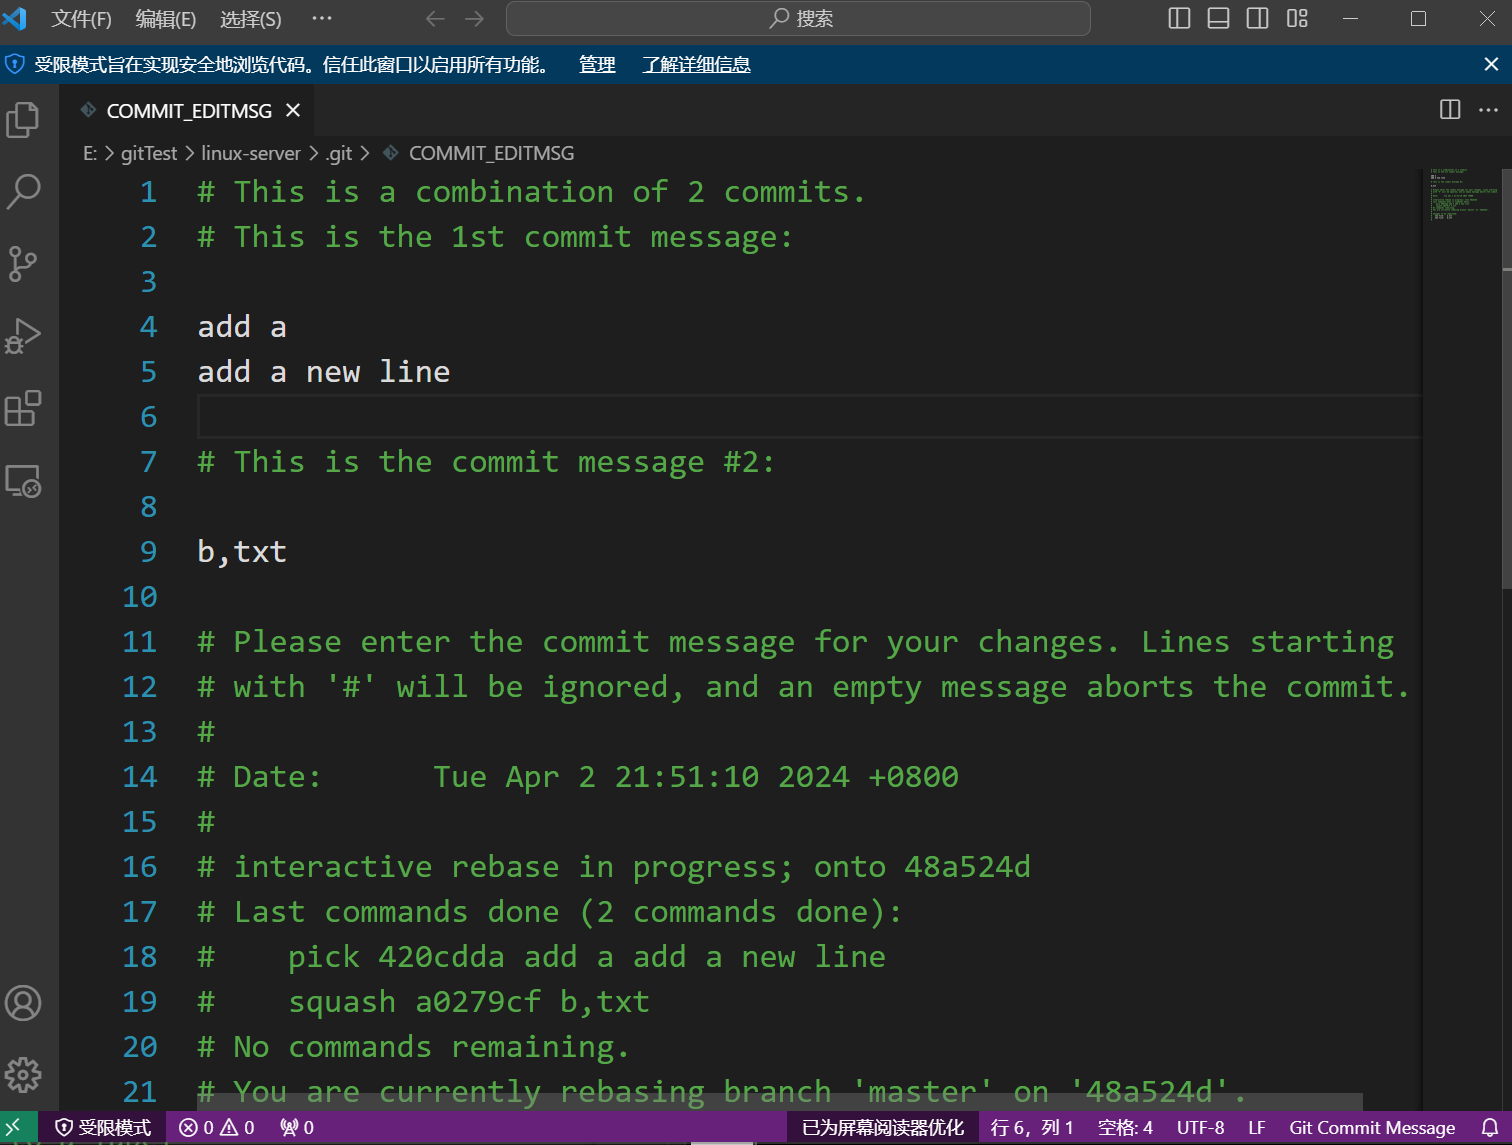 文件(F) 编辑(E) 选择(S) ··· 搜索
受限模式旨在实现安全地浏览代码。信任此窗口以启用所有功能。 管理 了解详细信息
COMMIT_EDITMSG
E: > gitTest > linux-server > .git > COMMIT_EDITMSG
1 # This is a combination of 2 commits.
2 # This is the 1st commit message:
3
4 add a
5 add a new line
6
7 # This is the commit message #2:
8
9 b,txt
10
11 # Please enter the commit message for your changes. Lines starting
12 # with '#' will be ignored, and an empty message aborts the commit.
13 #
14 # Date:      Tue Apr 2 21:51:10 2024 +0800
15 #
16 # interactive rebase in progress; onto 48a524d
17 # Last commands done (2 commands done):
18 #    pick 420cdda add a add a new line
19 #    squash a0279cf b,txt
20 # No commands remaining.
21 # You are currently rebasing branch 'master' on '48a524d'.
受限模式 0 0 0 已为屏幕阅读器优化 行 6，列 1 空格: 4 UTF-8 LF Git Commit Message